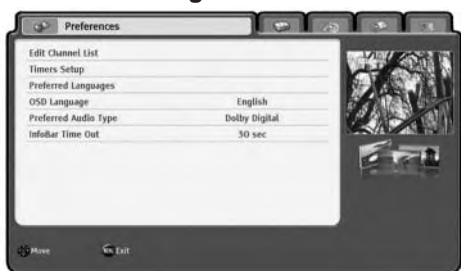 Preferences
Edit Channel List
Timers Setup
Preferred Languages
OSD Language English
Preferred Audio Type Dolby Digital
InfoBar Time Out 30 sec
Move Exit